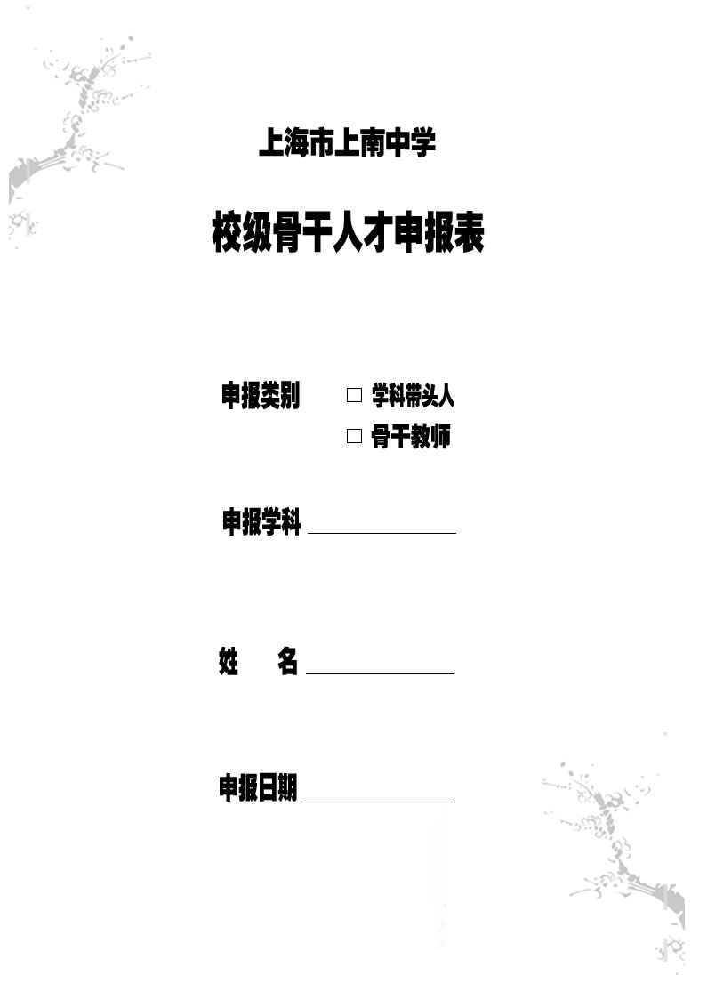 上海市上南中学
校级骨干人才申报表
申报类别 □ 学科带头人
□ 骨干教师
申报学科
姓 名
申报日期